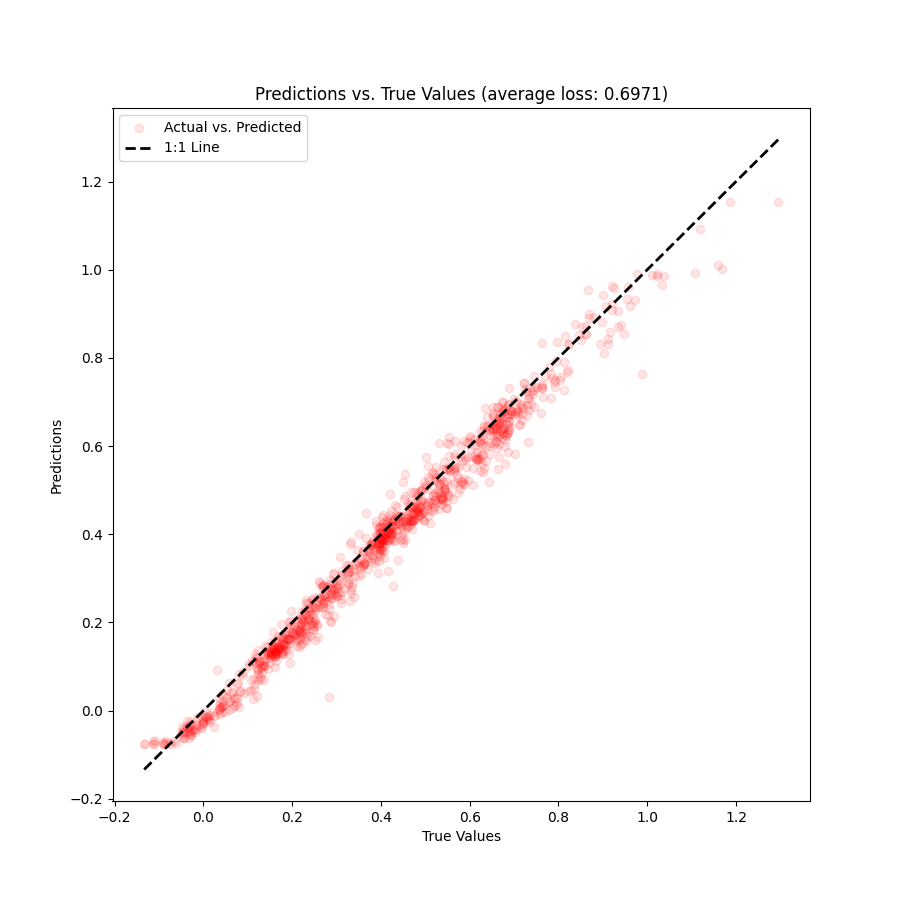 Predictions vs. True Values (average loss: 0.6971)
Actual vs. Predicted
1:1 Line
1.2
1.0
0.8
0.6
0.4
0.2
0.0
−0.2
Predictions
−0.2 0.0 0.2 0.4 0.6 0.8 1.0 1.2
True Values